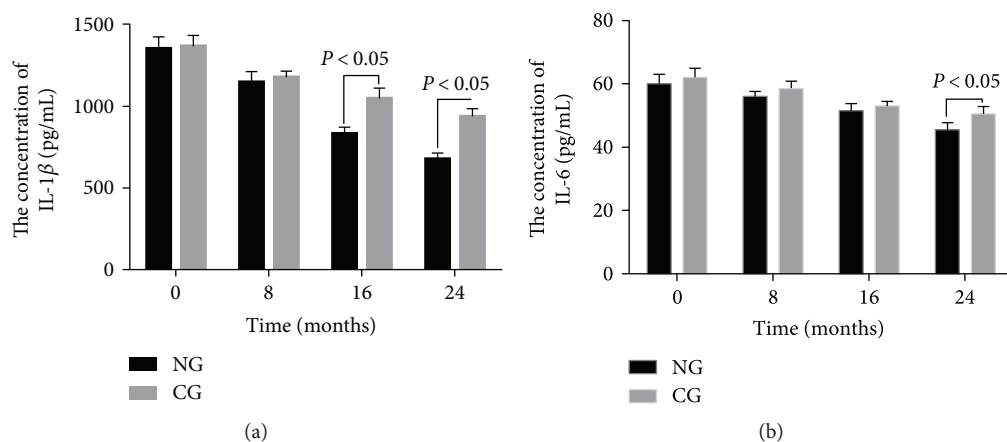 The concentration of
IL-1β (pg/mL)
1500
1000
500
0
P < 0.05
P < 0.05
0 8 16 24
Time (months)
NG
CG
(a)
The concentration of
IL-6 (pg/mL)
80
60
40
20
0
P < 0.05
0 8 16 24
Time (months)
NG
CG
(b)